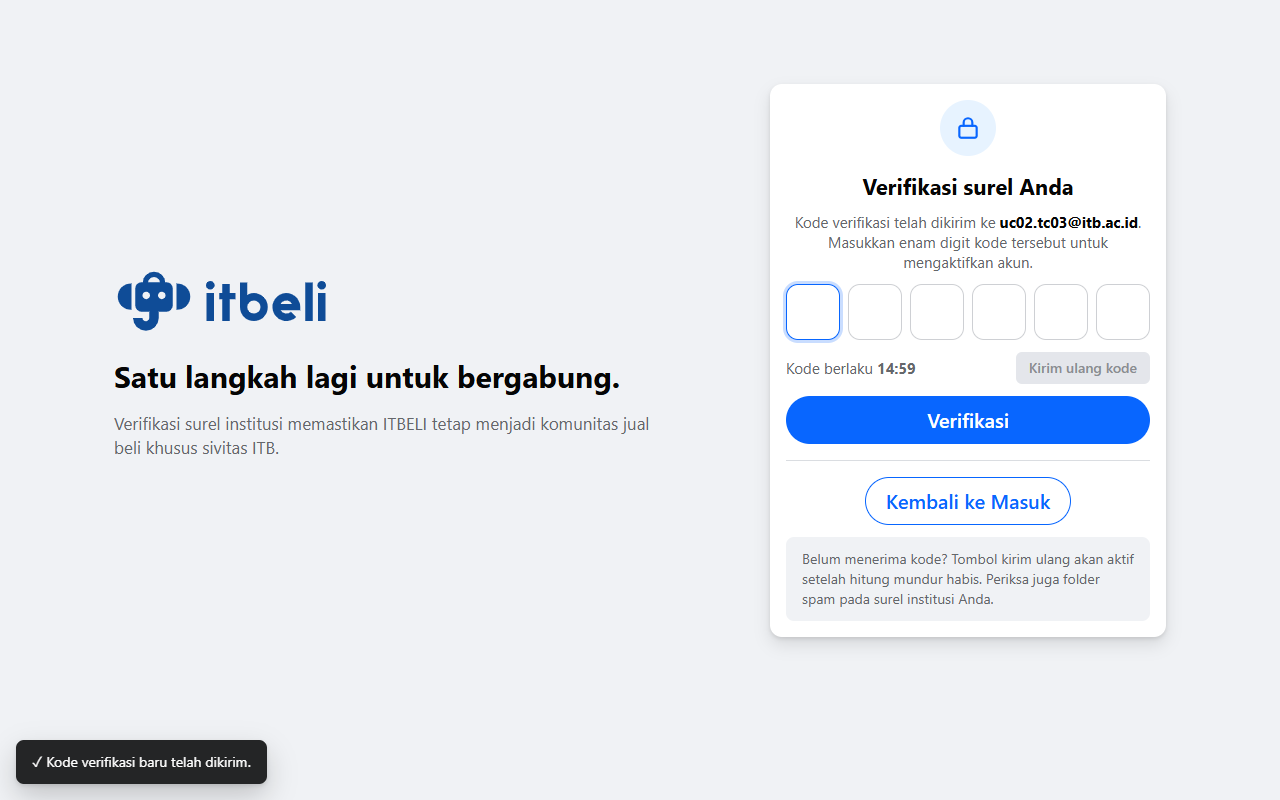 itbeli
Satu langkah lagi untuk bergabung.
Verifikasi surel institusi memastikan ITBELI tetap menjadi komunitas jual
beli khusus sivitas ITB.
Verifikasi surel Anda
Kode verifikasi telah dikirim ke uc02.tc03@itb.ac.id.
Masukkan enam digit kode tersebut untuk
mengaktifkan akun.
Kode berlaku 14:59
Kirim ulang kode
Verifikasi
Kembali ke Masuk
Belum menerima kode? Tombol kirim ulang akan aktif
setelah hitung mundur habis. Periksa juga folder
spam pada surel institusi Anda.
✓ Kode verifikasi baru telah dikirim.